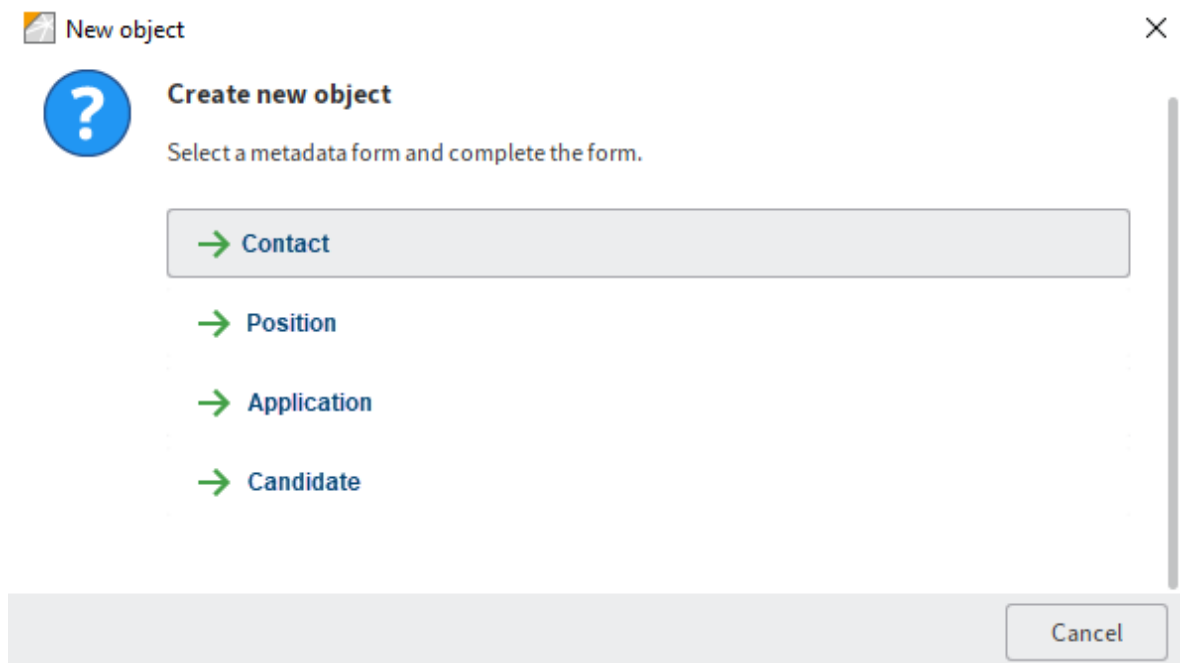 New object
Create new object
Select a metadata form and complete the form.
Contact
Position
Application
Candidate
Cancel